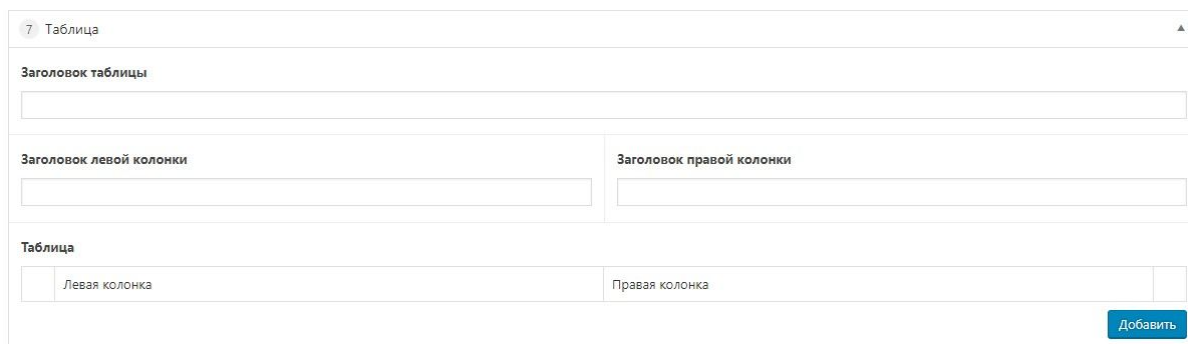 7 Таблица
Заголовок таблицы
Заголовок левой колонки Заголовок правой колонки
Таблица
Левая колонка Правая колонка
Добавить